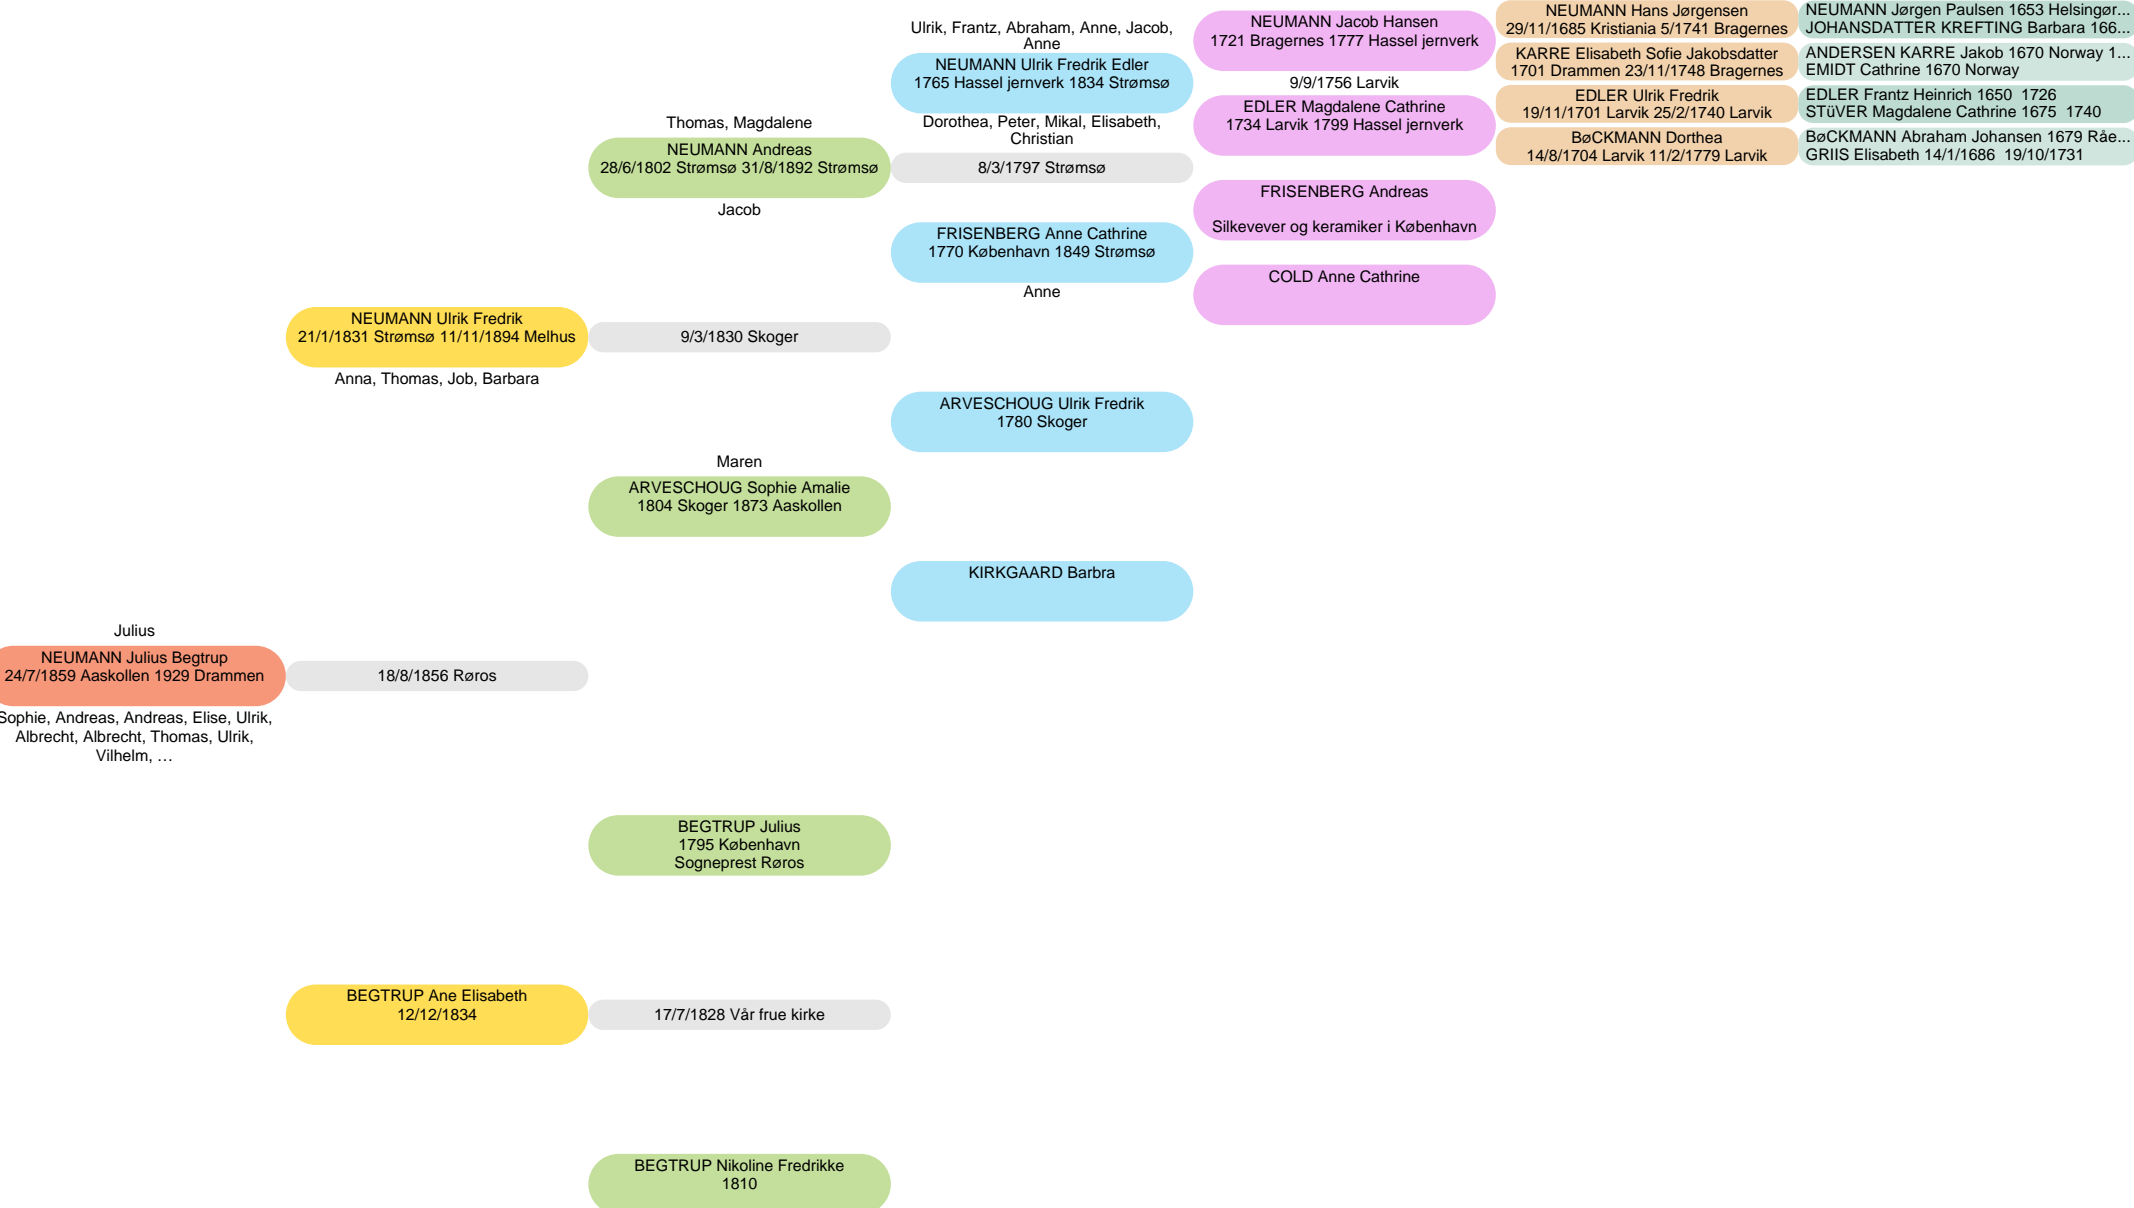 Julius
NEUMANN Julius Begtrup
24/7/1859 Aaskollen 1929 Drammen
Sophie, Andreas, Andreas, Elise, Ulrik,
Albrecht, Albrecht, Thomas, Ulrik,
Vilhelm, …
NEUMANN Ulrik Fredrik
21/1/1831 Strømsø 11/11/1894 Melhus
Anna, Thomas, Job, Barbara
18/8/1856 Røros
BEGTRUP Ane Elisabeth
12/12/1834
Thomas, Magdalene
NEUMANN Andreas
28/6/1802 Strømsø 31/8/1892 Strømsø
Jacob
9/3/1830 Skoger
Maren
ARVESCHOUG Sophie Amalie
1804 Skoger 1873 Aaskollen
BEGTRUP Julius
1795 København
Sogneprest Røros
17/7/1828 Vår frue kirke
BEGTRUP Nikoline Fredrikke
1810
Ulrik, Frantz, Abraham, Anne, Jacob,
Anne
NEUMANN Ulrik Fredrik Edler
1765 Hassel jernverk 1834 Strømsø
Dorothea, Peter, Mikal, Elisabeth,
Christian
8/3/1797 Strømsø
FRISENBERG Anne Cathrine
1770 København 1849 Strømsø
Anne
ARVESCHOUG Ulrik Fredrik
1780 Skoger
KIRKGAARD Barbra
NEUMANN Jacob Hansen
1721 Bragernes 1777 Hassel jernverk
9/9/1756 Larvik
EDLER Magdalene Cathrine
1734 Larvik 1799 Hassel jernverk
FRISENBERG Andreas
Silkevever og keramiker i København
COLD Anne Cathrine
NEUMANN Hans Jørgensen
29/11/1685 Kristiania 5/1741 Bragernes
KARRE Elisabeth Sofie Jakobsdatter
1701 Drammen 23/11/1748 Bragernes
EDLER Ulrik Fredrik
19/11/1701 Larvik 25/2/1740 Larvik
BøCKMANN Dorthea
14/8/1704 Larvik 11/2/1779 Larvik
NEUMANN Jørgen Paulsen 1653 Helsingør...
JOHANSDATTER KREFTING Barbara 166...
ANDERSEN KARRE Jakob 1670 Norway 1...
EMIDT Cathrine 1670 Norway
EDLER Frantz Heinrich 1650 1726
STüVER Magdalene Cathrine 1675 1740
BøCKMANN Abraham Johansen 1679 Råe...
GRIIS Elisabeth 14/1/1686 19/10/1731